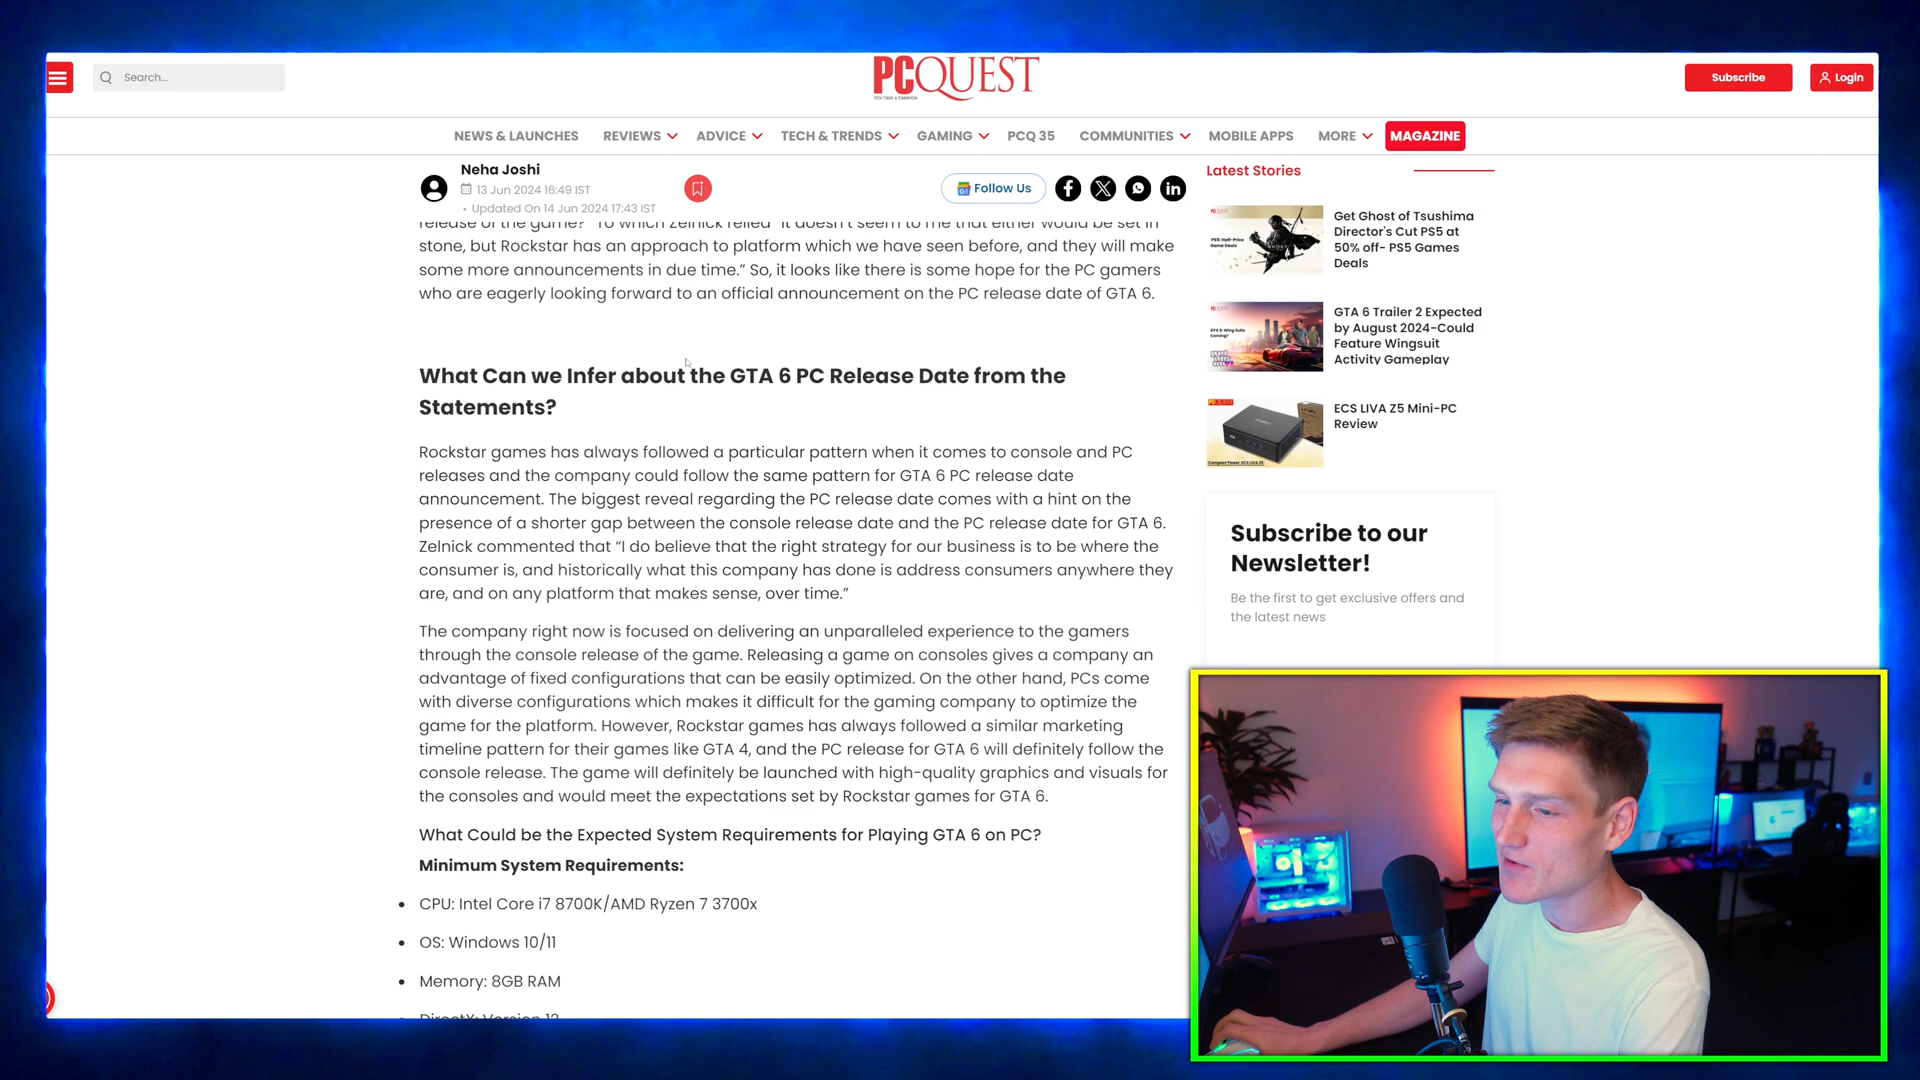 Search...
PCQUEST
Subscribe
Login
NEWS & LAUNCHES REVIEWS ADVICE TECH & TRENDS GAMING PCQ 35 COMMUNITIES MOBILE APPS MORE MAGAZINE
Neha Joshi
13 Jun 2024 16:49 IST
• Updated On 14 Jun 2024 17:43 IST
Follow Us
release of the game?" To which Zelnick relied "It doesn't seem to me that either would be set in
stone, but Rockstar has an approach to platform which we have seen before, and they will make
some more announcements in due time.” So, it looks like there is some hope for the PC gamers
who are eagerly looking forward to an official announcement on the PC release date of GTA 6.
What Can we Infer about the GTA 6 PC Release Date from the
Statements?
Rockstar games has always followed a particular pattern when it comes to console and PC
releases and the company could follow the same pattern for GTA 6 PC release date
announcement. The biggest reveal regarding the PC release date comes with a hint on the
presence of a shorter gap between the console release date and the PC release date for GTA 6.
Zelnick commented that “I do believe that the right strategy for our business is to be where the
consumer is, and historically what this company has done is address consumers anywhere they
are, and on any platform that makes sense, over time.”
The company right now is focused on delivering an unparalleled experience to the gamers
through the console release of the game. Releasing a game on consoles gives a company an
advantage of fixed configurations that can be easily optimized. On the other hand, PCs come
with diverse configurations which makes it difficult for the gaming company to optimize the
game for the platform. However, Rockstar games has always followed a similar marketing
timeline pattern for their games like GTA 4, and the PC release for GTA 6 will definitely follow the
console release. The game will definitely be launched with high-quality graphics and visuals for
the consoles and would meet the expectations set by Rockstar games for GTA 6.
What Could be the Expected System Requirements for Playing GTA 6 on PC?
Minimum System Requirements:
• CPU: Intel Core i7 8700K/AMD Ryzen 7 3700x
• OS: Windows 10/11
• Memory: 8GB RAM
• DirectX: Version 12
Latest Stories
Get Ghost of Tsushima
Director's Cut PS5 at
50% off- PS5 Games
Deals
GTA 6 Trailer 2 Expected
by August 2024-Could
Feature Wingsuit
Activity Gameplay
ECS LIVA Z5 Mini-PC
Review
Subscribe to our
Newsletter!
Be the first to get exclusive offers and
the latest news